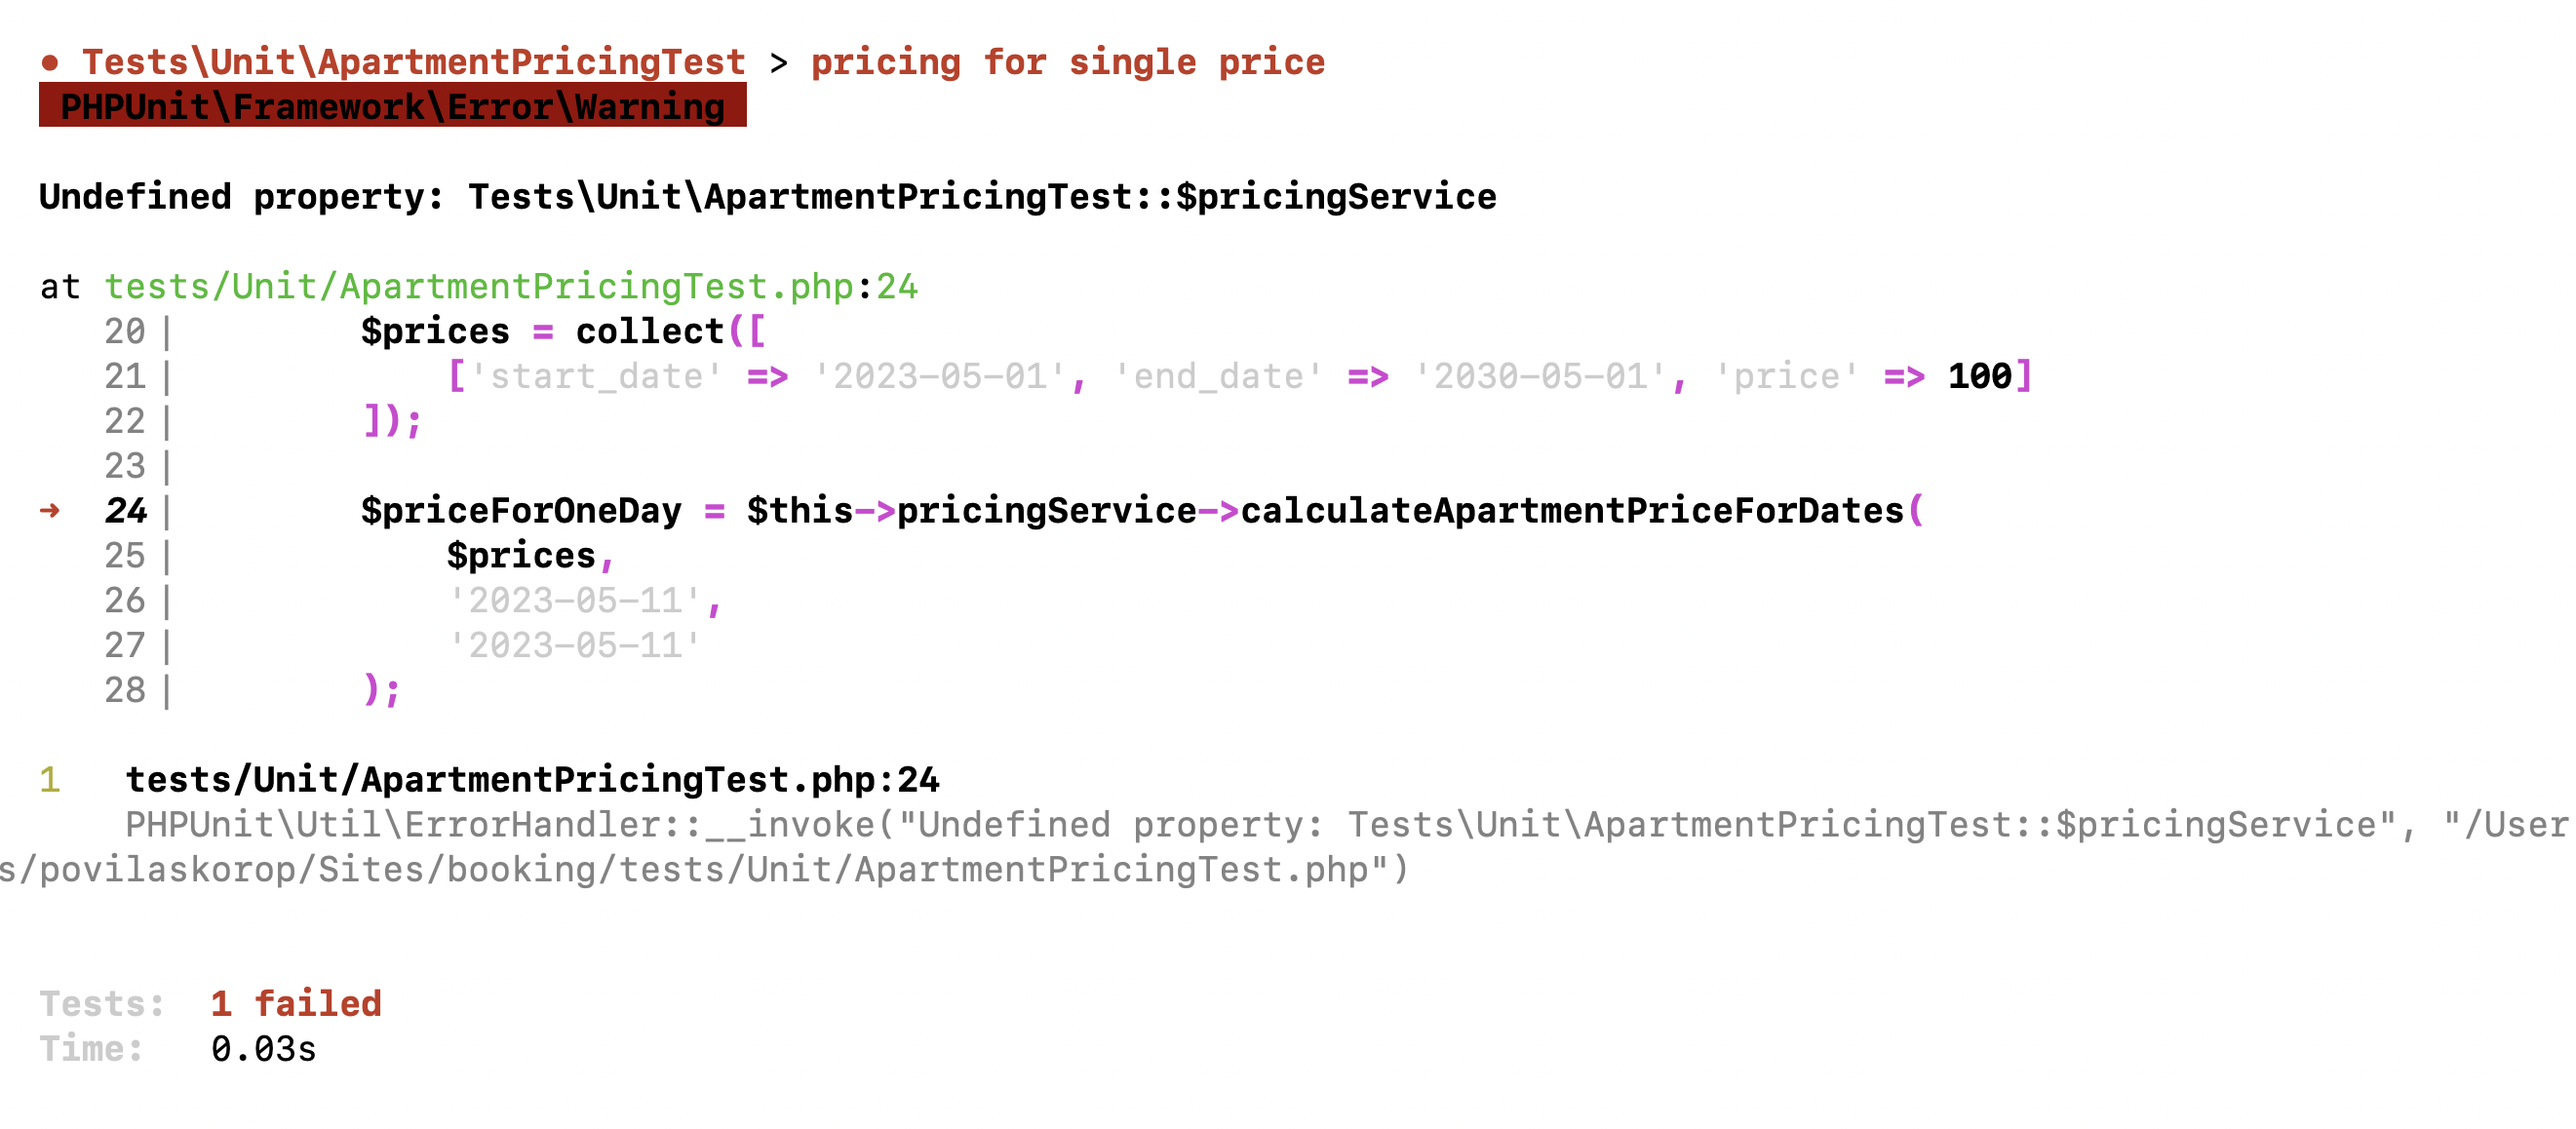 ● Tests\Unit\ApartmentPricingTest > pricing for single price
PHPUnit\Framework\Error\Warning
Undefined property: Tests\Unit\ApartmentPricingTest::$pricingService
at tests/Unit/ApartmentPricingTest.php:24
20| $prices = collect([
21| ['start_date' => '2023-05-01', 'end_date' => '2030-05-01', 'price' => 100]
22| ]);
23|
➜ 24| $priceForOneDay = $this->pricingService->calculateApartmentPriceForDates(
25| $prices,
26| '2023-05-11',
27| '2023-05-11'
28| );
1 tests/Unit/ApartmentPricingTest.php:24
PHPUnit\Util\ErrorHandler::__invoke("Undefined property: Tests\Unit\ApartmentPricingTest::$pricingService", "/User
s/povilaskorop/Sites/booking/tests/Unit/ApartmentPricingTest.php")
Tests: 1 failed
Time: 0.03s